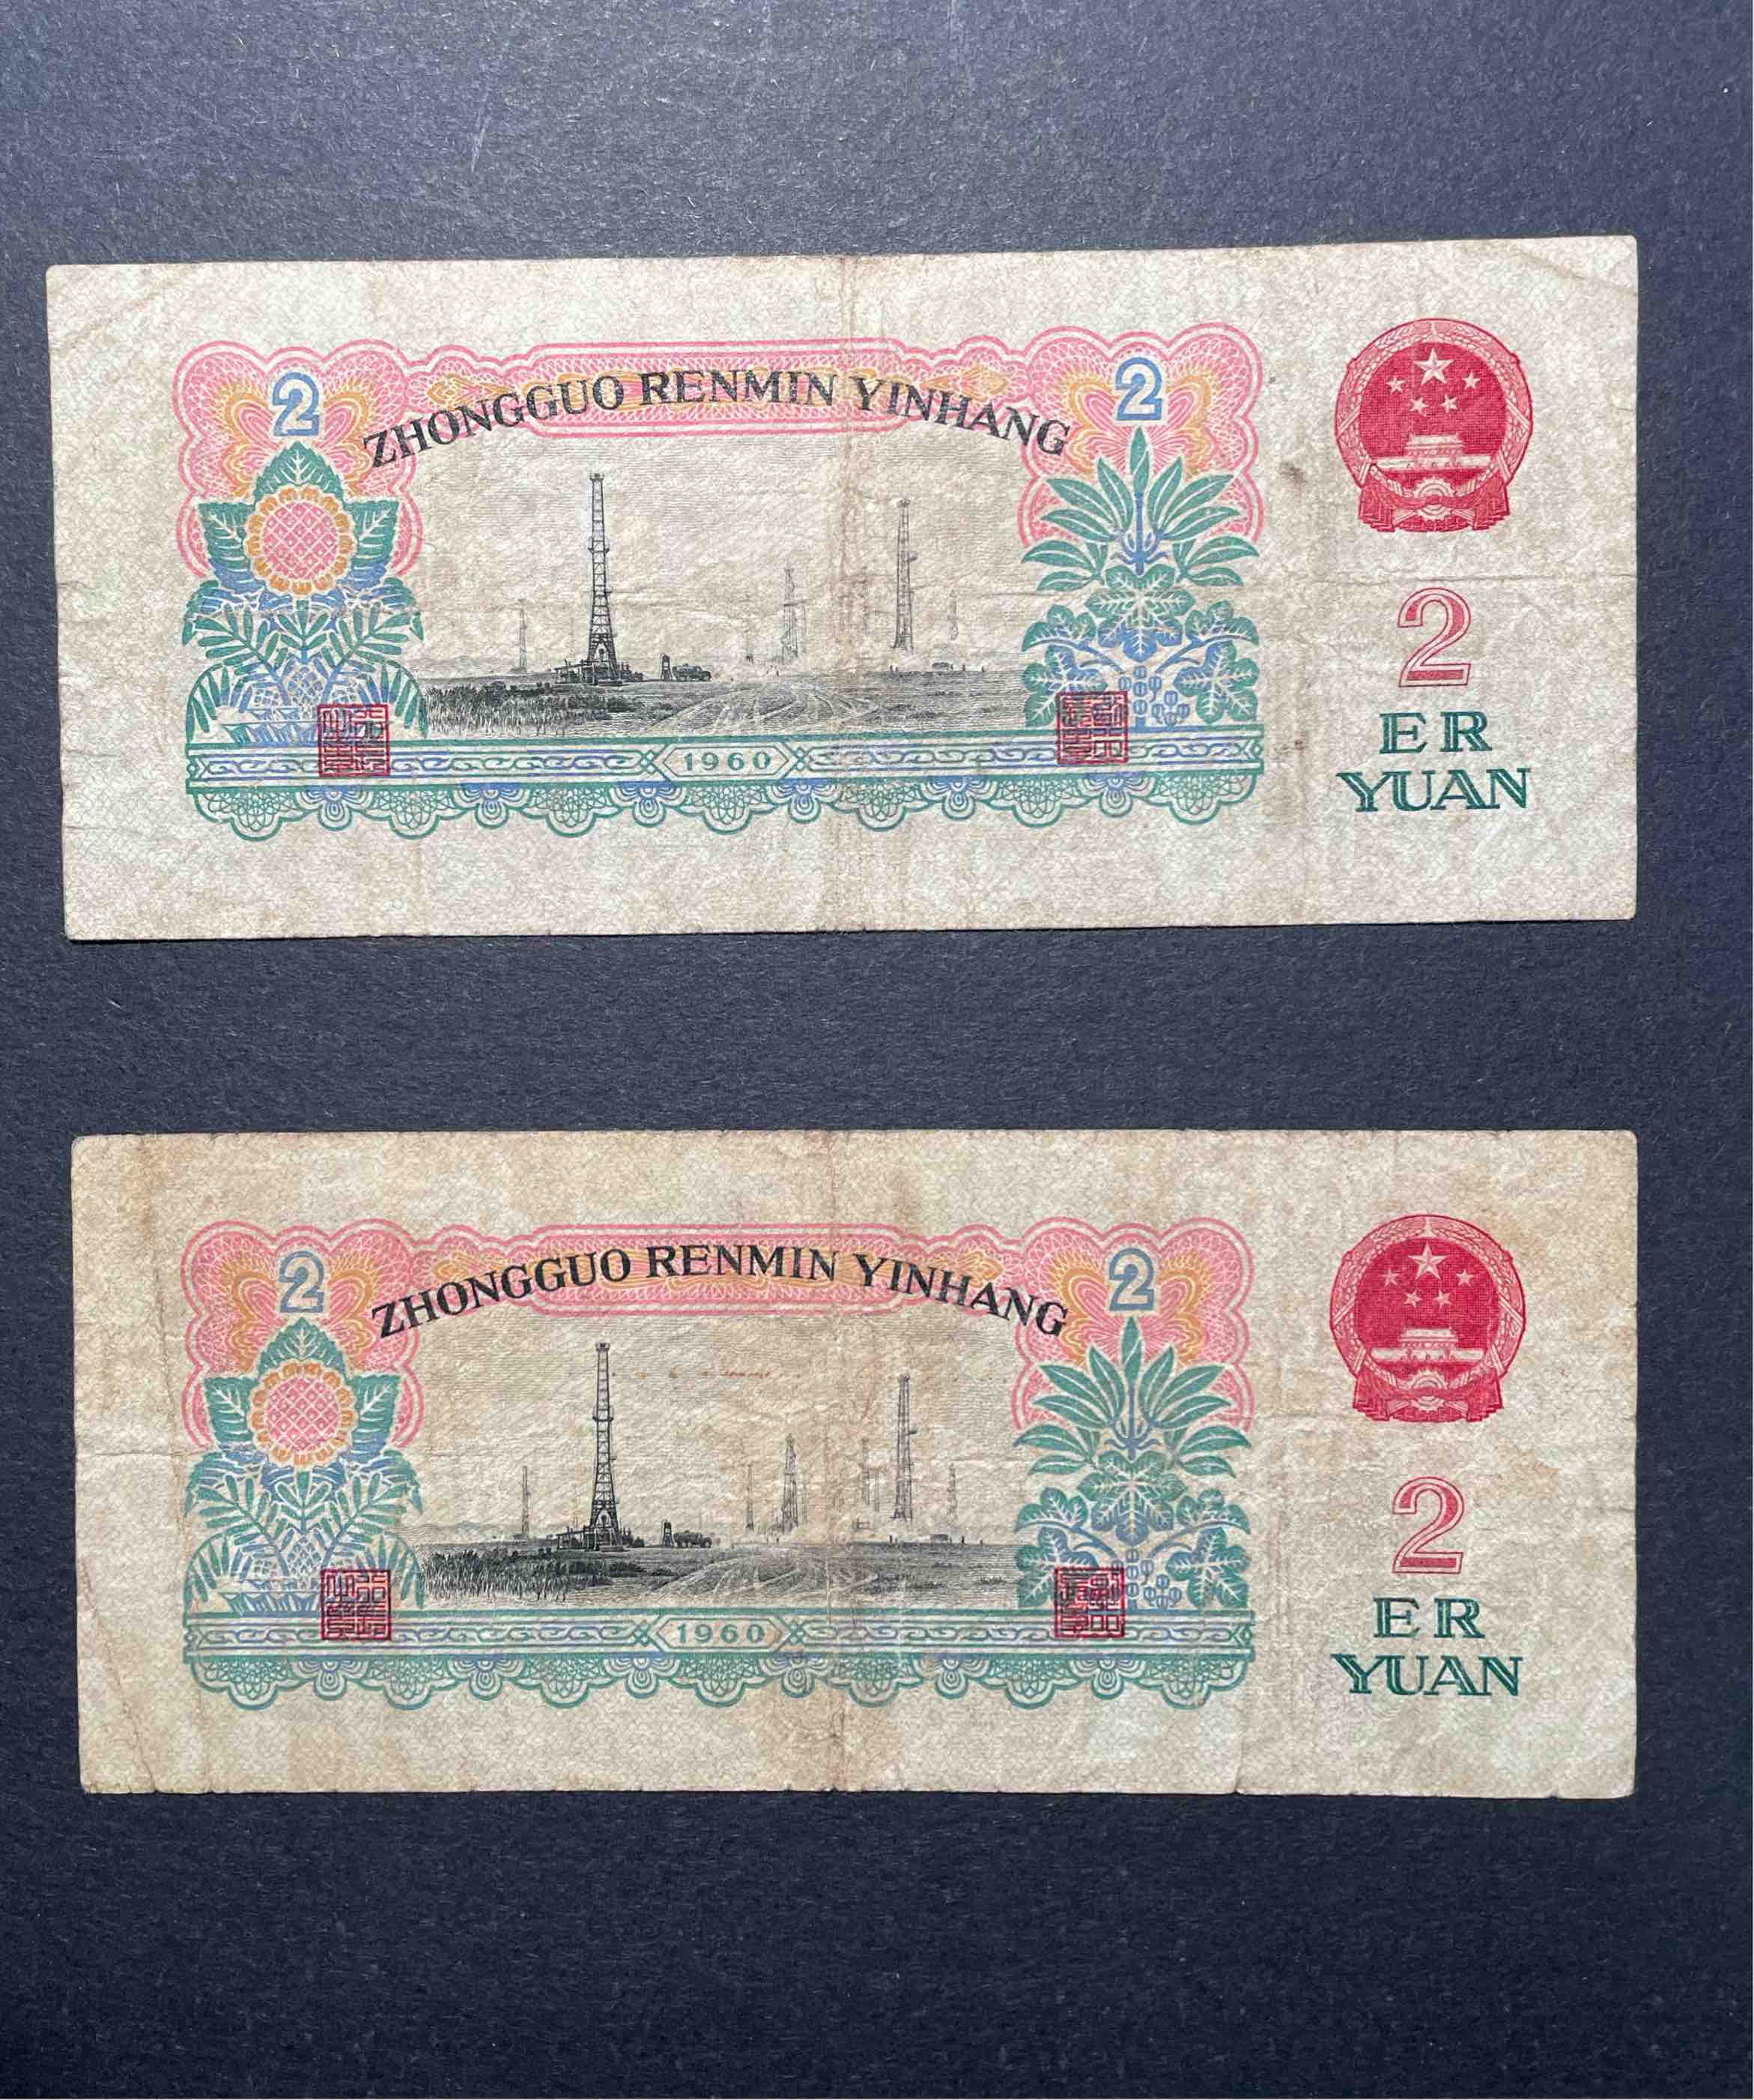 2
2
ZHONGGUO RENMIN YINHANG
1960
2
ER
YUAN
2
2
ZHONGGUO RENMIN YINHANG
1960
2
ER
YUAN